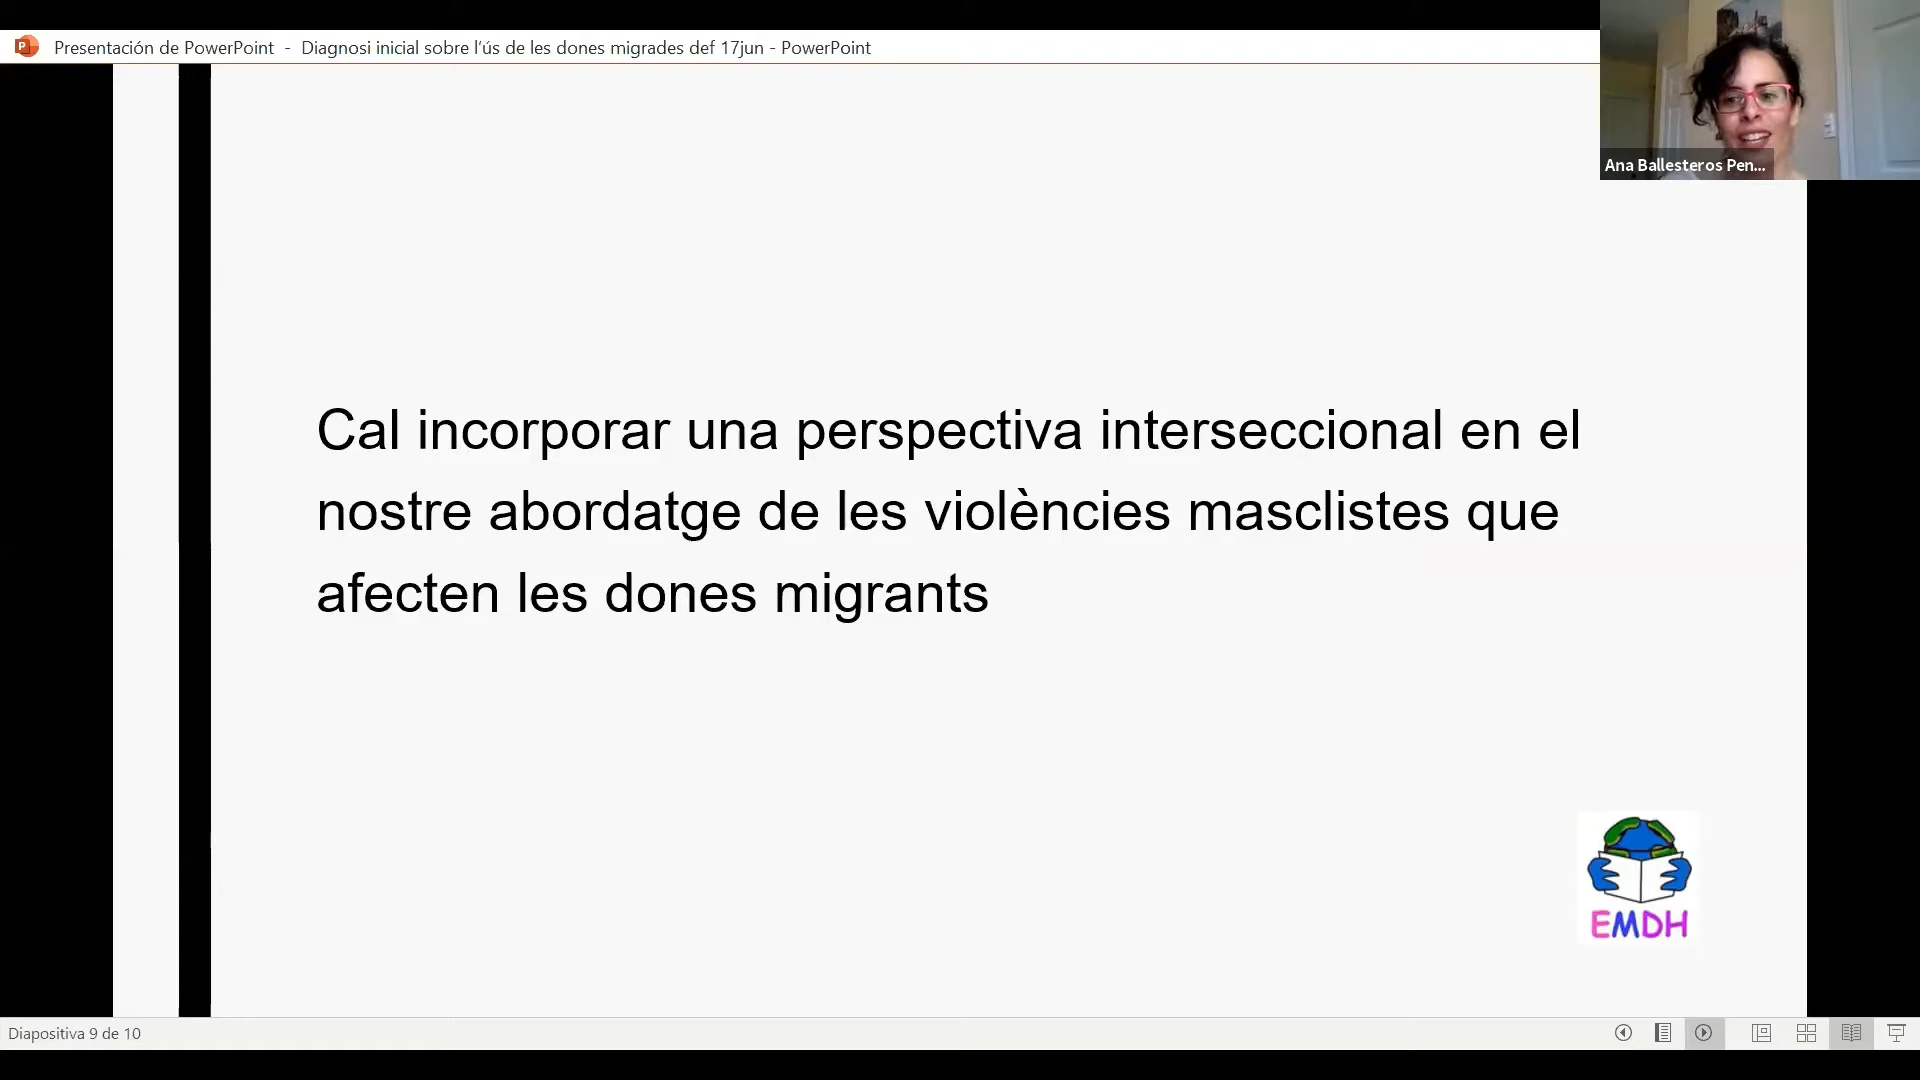 Presentación de PowerPoint - Diagnosi inicial sobre l'ús de les dones migrades def 17jun - PowerPoint
Ana Ballesteros Pen...
Cal incorporar una perspectiva interseccional en el
nostre abordatge de les violències masclistes que
afecten les dones migrants
EMDH
Diapositiva 9 de 10